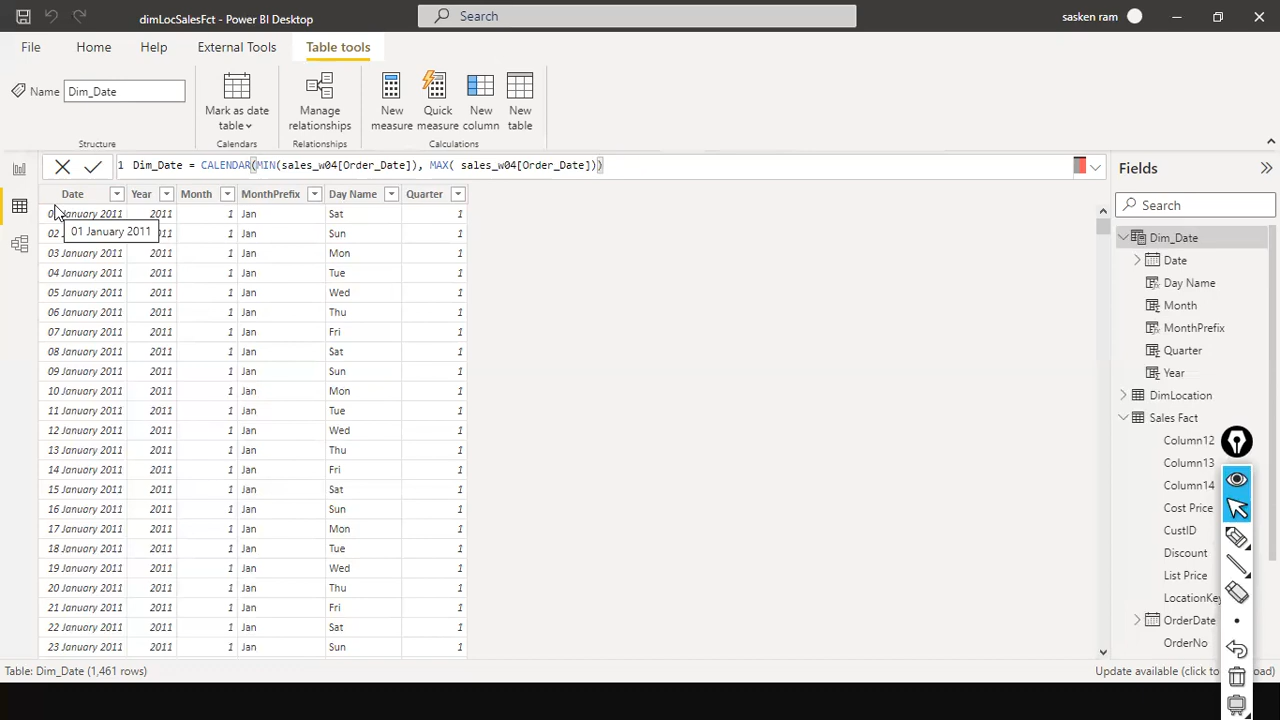 dimLocSalesFct - Power BI Desktop
Search
sasken ram
File
Home
Help
External Tools
Table tools
Name
Dim_Date
Mark as date
table
Manage
relationships
New
measure
Quick
measure
New
column
New
table
Structure
Calendars
Relationships
Calculations
1 Dim_Date = CALENDAR(MIN(sales_w04[Order_Date]), MAX( sales_w04[Order_Date]))
Date Year Month MonthPrefix Day Name Quarter
January 2011 2011 1 Jan Sat 1
01 January 2011
02 1 Jan Sun 1
03 January 2011 2011 1 Jan Mon 1
04 January 2011 2011 1 Jan Tue 1
05 January 2011 2011 1 Jan Wed 1
06 January 2011 2011 1 Jan Thu 1
07 January 2011 2011 1 Jan Fri 1
08 January 2011 2011 1 Jan Sat 1
09 January 2011 2011 1 Jan Sun 1
10 January 2011 2011 1 Jan Mon 1
11 January 2011 2011 1 Jan Tue 1
12 January 2011 2011 1 Jan Wed 1
13 January 2011 2011 1 Jan Thu 1
14 January 2011 2011 1 Jan Fri 1
15 January 2011 2011 1 Jan Sat 1
16 January 2011 2011 1 Jan Sun 1
17 January 2011 2011 1 Jan Mon 1
18 January 2011 2011 1 Jan Tue 1
19 January 2011 2011 1 Jan Wed 1
20 January 2011 2011 1 Jan Thu 1
21 January 2011 2011 1 Jan Fri 1
22 January 2011 2011 1 Jan Sat 1
23 January 2011 2011 1 Jan Sun 1
Fields
Search
Dim_Date
Date
Day Name
Month
MonthPrefix
Quarter
Year
DimLocation
Sales Fact
Column12
Column13
Column14
Cost Price
CustID
Discount
List Price
LocationKey
OrderDate
OrderNo
Table: Dim_Date (1,461 rows)
Update available (click to
oad)